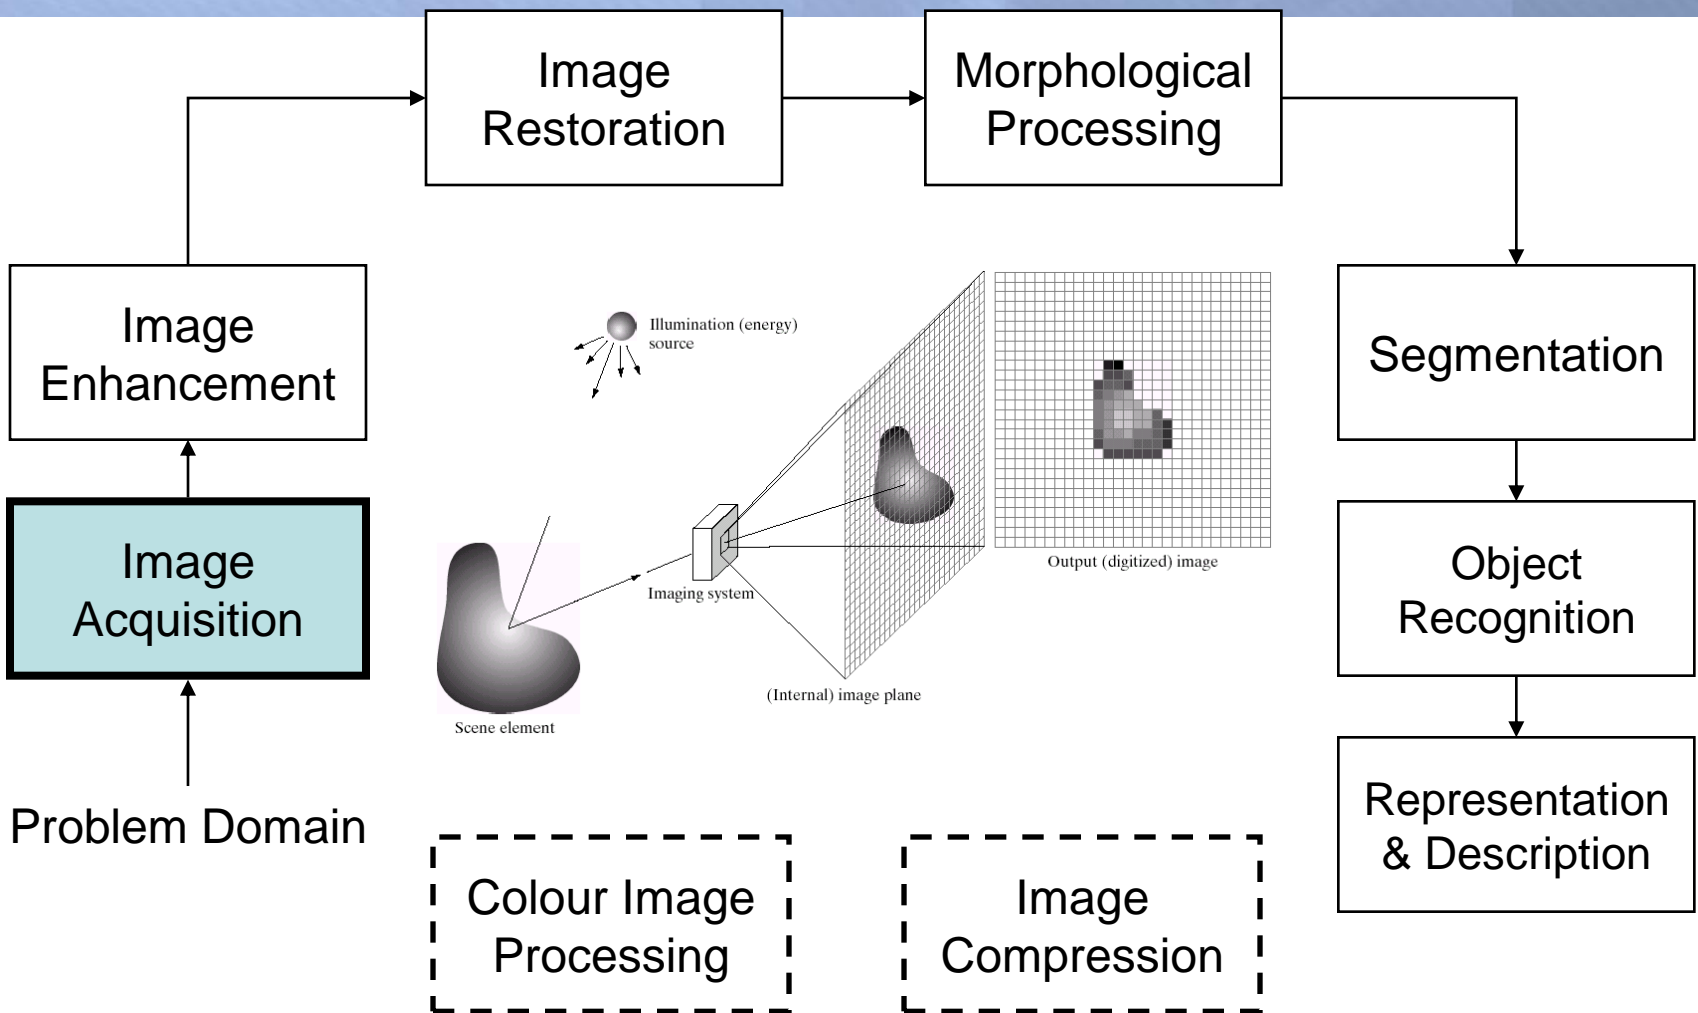 Image
Restoration
Morphological
Processing
Image
Enhancement
Illumination (energy)
source
Segmentation
Image
Acquisition
Imaging system
Output (digitized) image
Object
Recognition
(Internal) image plane
Scene element
Problem Domain
Representation
& Description
Colour Image
Processing
Image
Compression